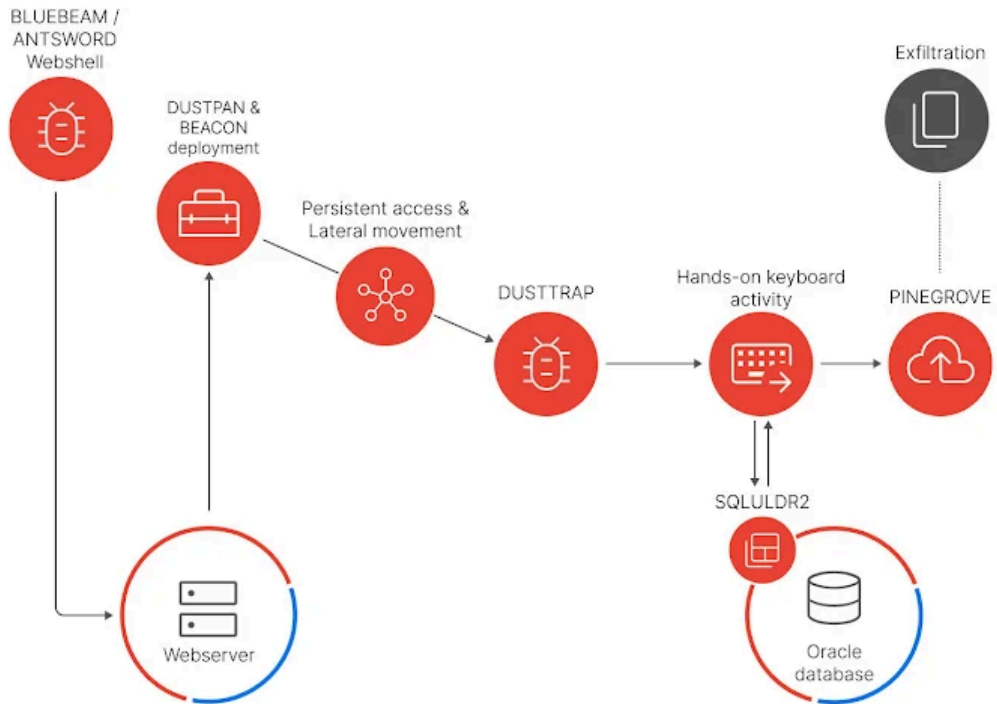 BLUEBEAM /
ANTSWORD
Webshell
DUSTPAN &
BEACON
deployment
Persistent access &
Lateral movement
DUSTTRAP
Hands-on keyboard
activity
PINEGROVE
Exfiltration
SQLULDR2
Webserver
Oracle
database